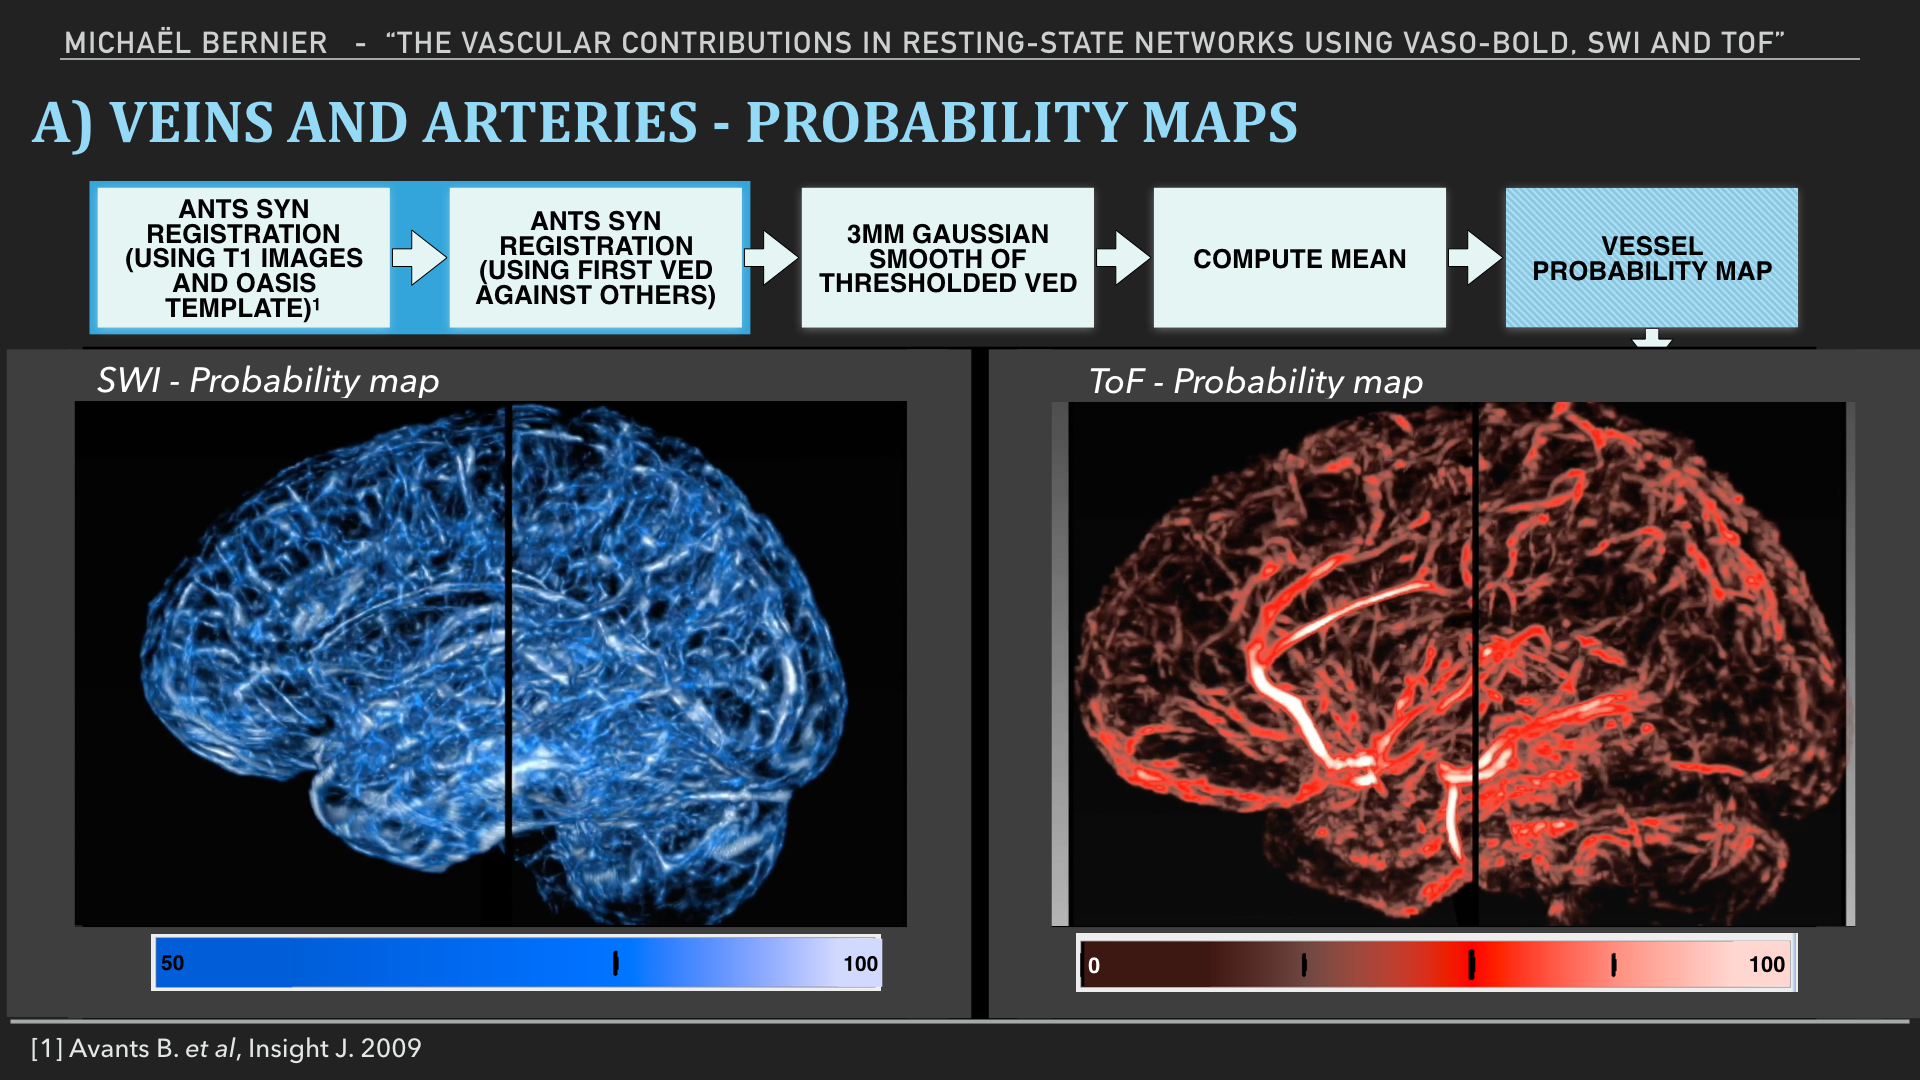 MICHAËL BERNIER - “THE VASCULAR CONTRIBUTIONS IN RESTING-STATE NETWORKS USING VASO-BOLD, SWI AND TOF”
A) VEINS AND ARTERIES - PROBABILITY MAPS
ANTS SYN
REGISTRATION
(USING T1 IMAGES
AND OASIS
TEMPLATE)¹
ANTS SYN
REGISTRATION
(USING FIRST VED
AGAINST OTHERS)
3MM GAUSSIAN
SMOOTH OF
THRESHOLDED VED
COMPUTE MEAN
VESSEL
PROBABILITY MAP
SWI - Probability map
ToF - Probability map
50 100
0 100
[1] Avants B. et al, Insight J. 2009